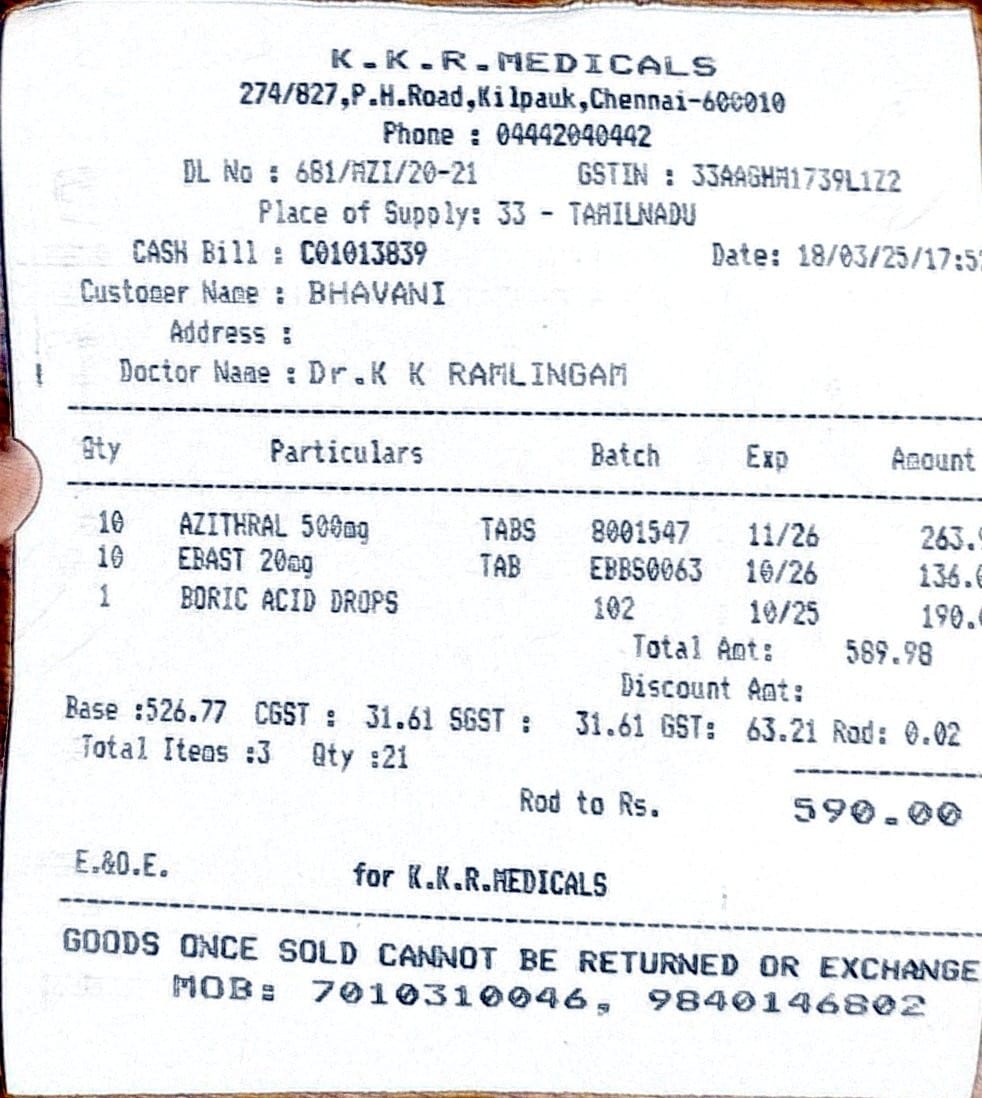 K.K.R.MEDICALS
274/827,P.H.Road,Kilpauk,Chennai-600010
Phone : 04442040442
DL No : 681/MZI/20-21 GSTIN : 33AAGHM1739L1Z2
Place of Supply: 33 - TAMILNADU
CASH Bill : C01013839 Date: 18/03/25/17:5
Customer Name : BHAVANI
Address :
Doctor Name : Dr.K K RAMLINGAM
Qty Particulars Batch Exp Amount
10 AZITHRAL 500mg TABS 8001547 11/26 263.9
10 EBAST 20mg TAB EBBS0063 10/26 136.0
1 BORIC ACID DROPS 102 10/25 190.0
Total Amt: 589.98
Discount Amt:
Base :526.77 CGST : 31.61 SGST : 31.61 GST: 63.21 Rod: 0.02
Total Items :3 Qty :21
Rod to Rs. 590.00
E.&O.E. for K.K.R.MEDICALS
GOODS ONCE SOLD CANNOT BE RETURNED OR EXCHANGE
MOB: 7010310046, 9840146802